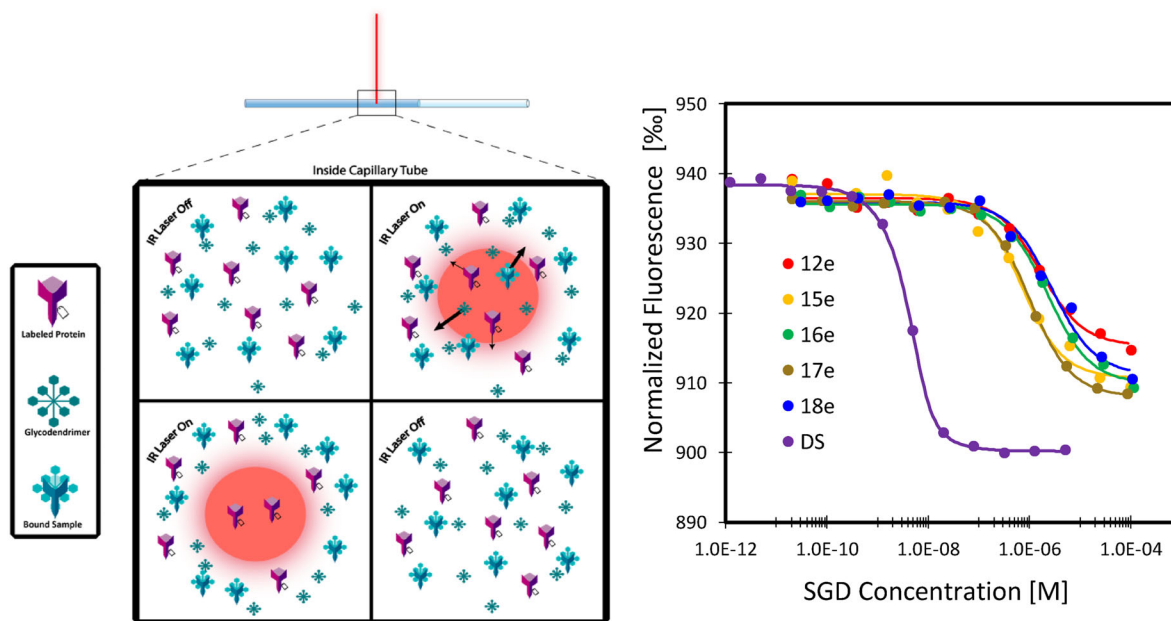 Inside Capillary Tube
IR Laser Off
IR Laser On
IR Laser On
IR Laser Off
Labeled Protein
Glycodendrimer
Bound Sample
Normalized Fluorescence [‰]
950
940
930
920
910
900
890
12e
15e
16e
17e
18e
DS
1.0E-12 1.0E-10 1.0E-08 1.0E-06 1.0E-04
SGD Concentration [M]